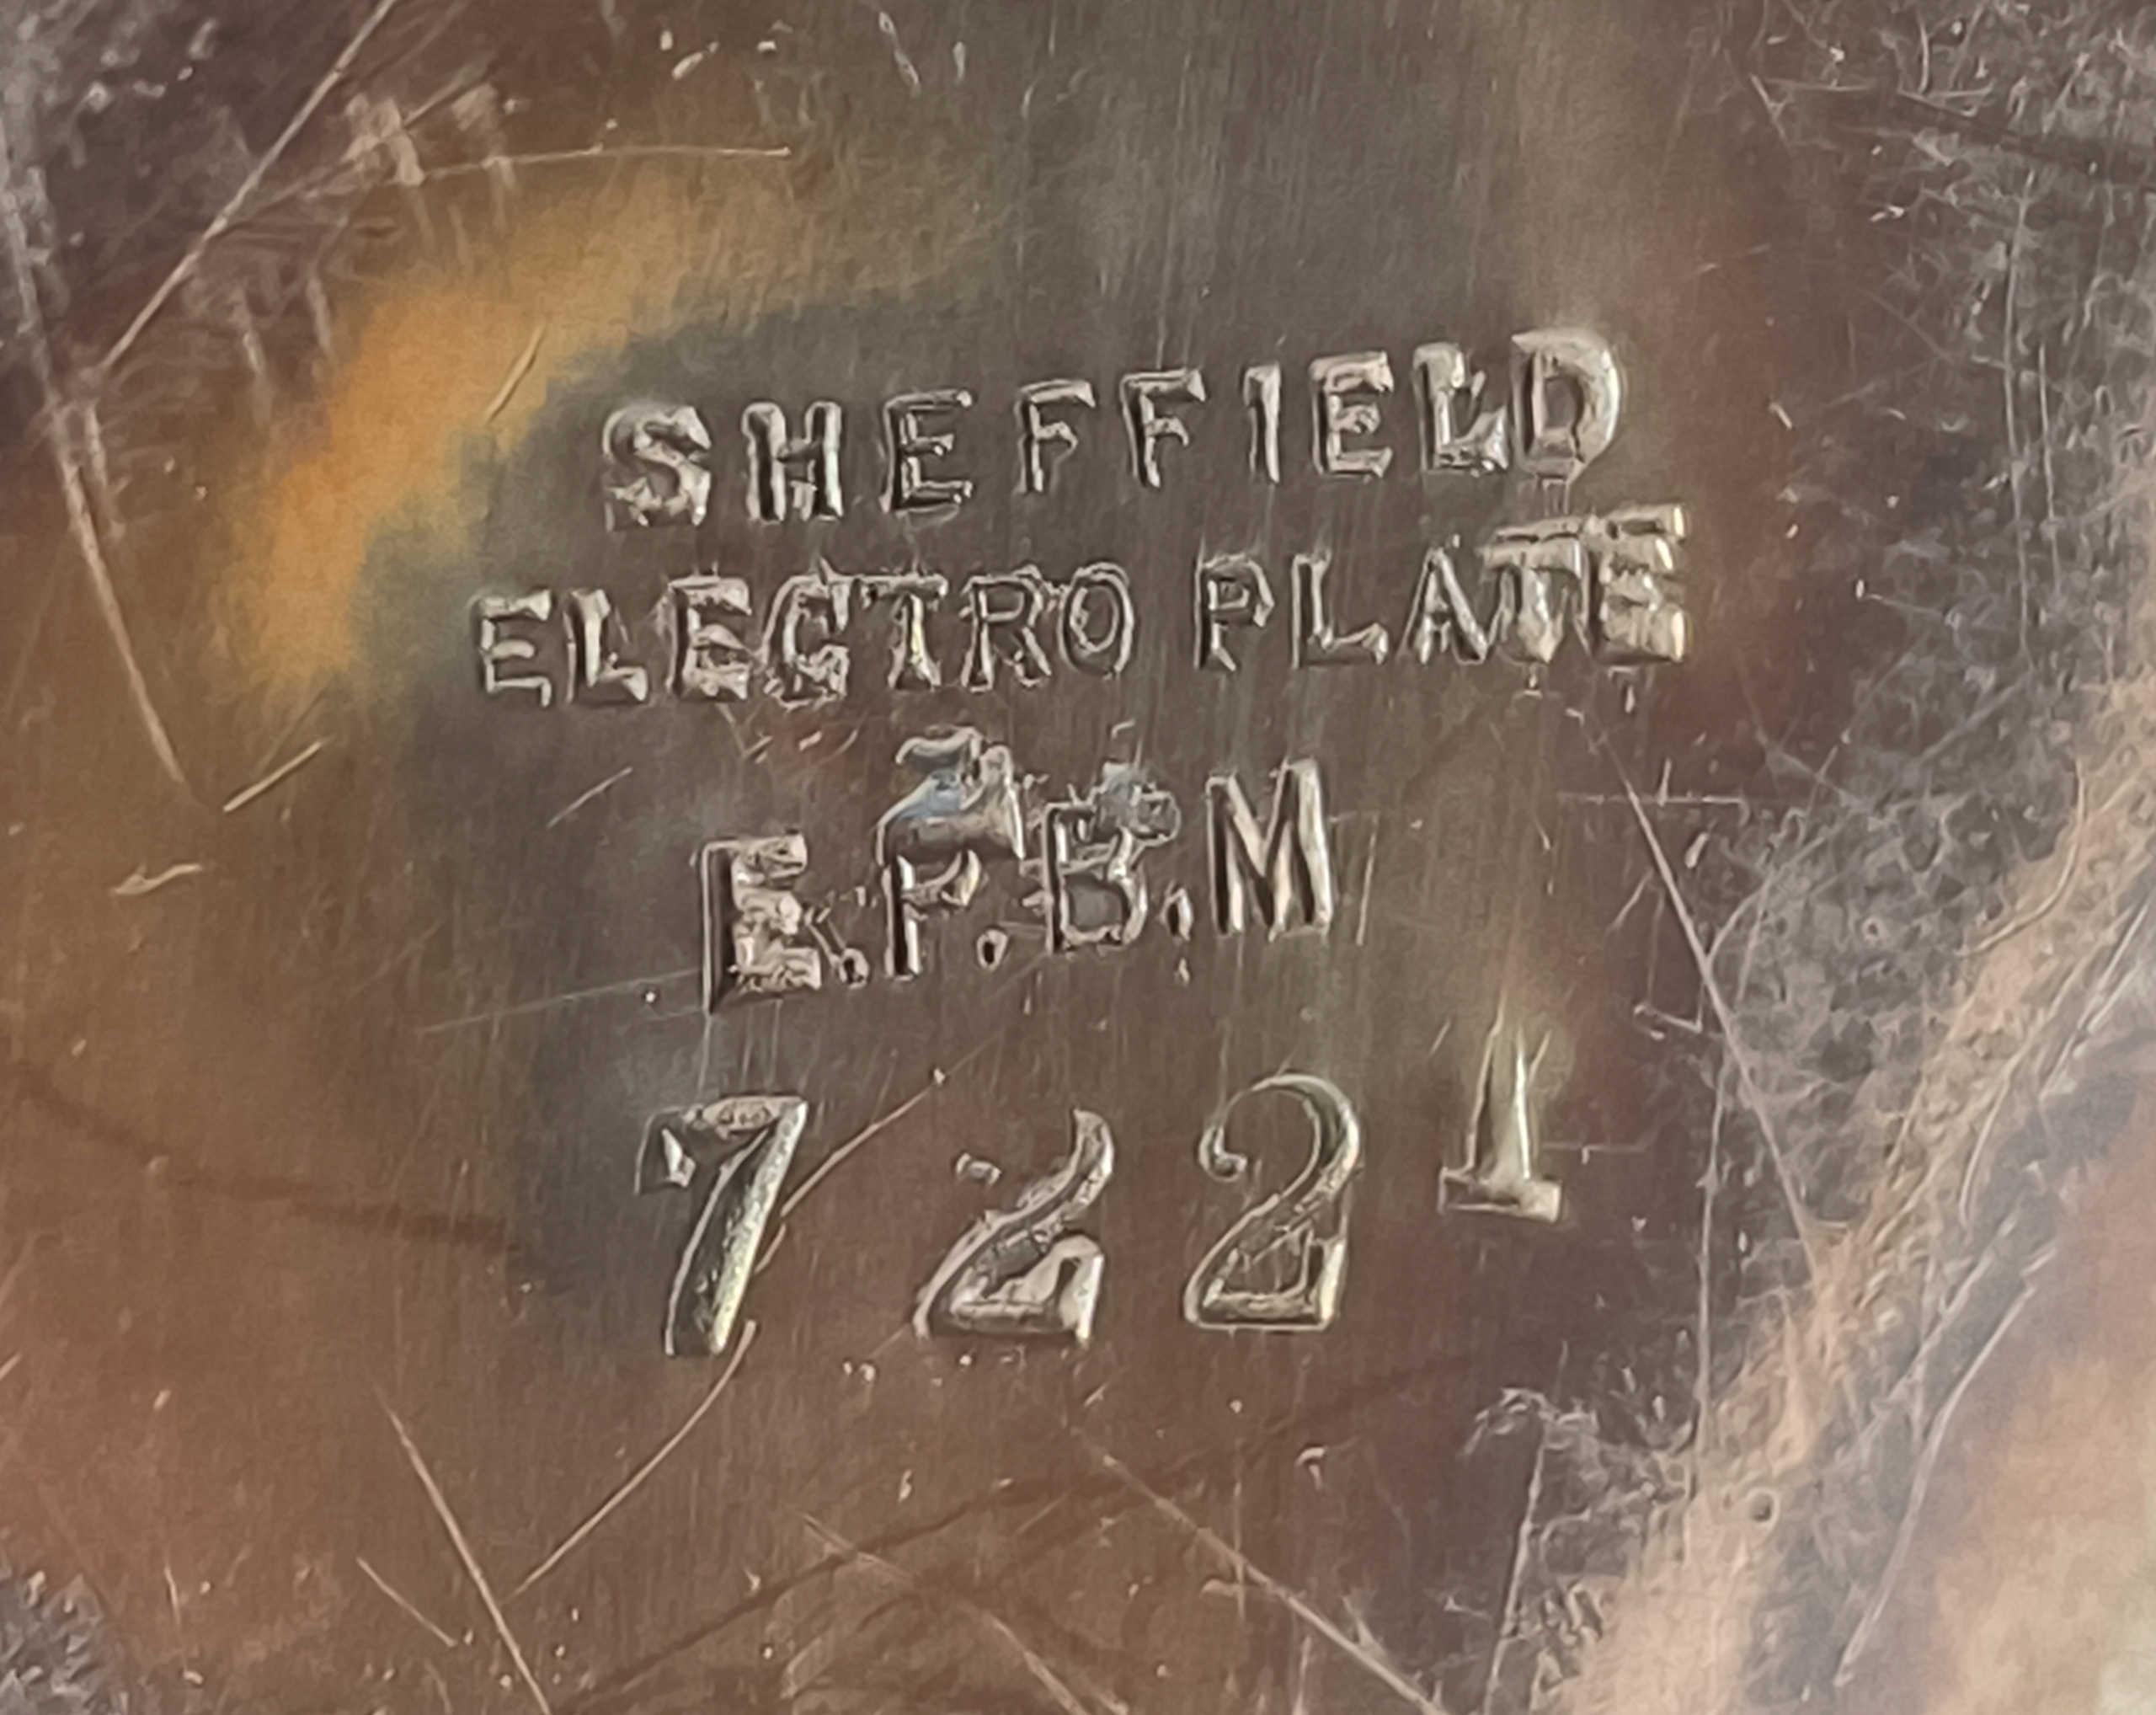 SHEFFIELD
ELECTRO PLATE
E.P.B.M
7221